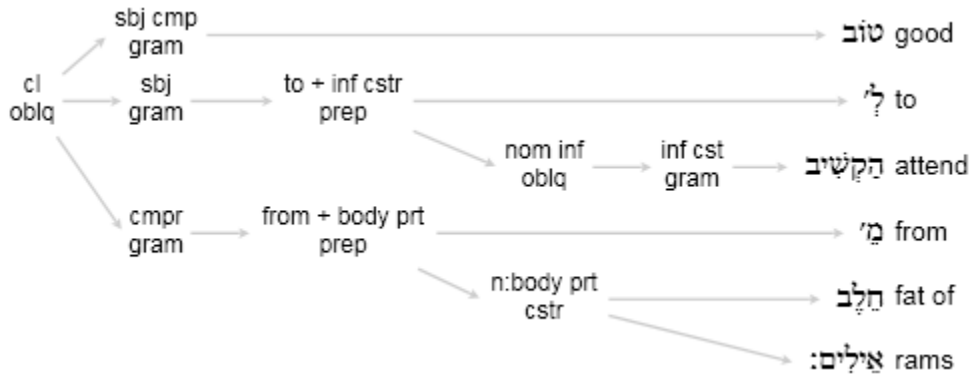 sbj cmp
gram
טוֹב good
cl
oblq
sbj
gram
to + inf cstr
prep
לְ׳ to
nom inf
oblq
inf cst
gram
הַקְשִׁיב attend
cmpr
gram
from + body prt
prep
מֵ׳ from
n:body prt
cstr
חֵלֶב fat of
אֵילִים׃ rams